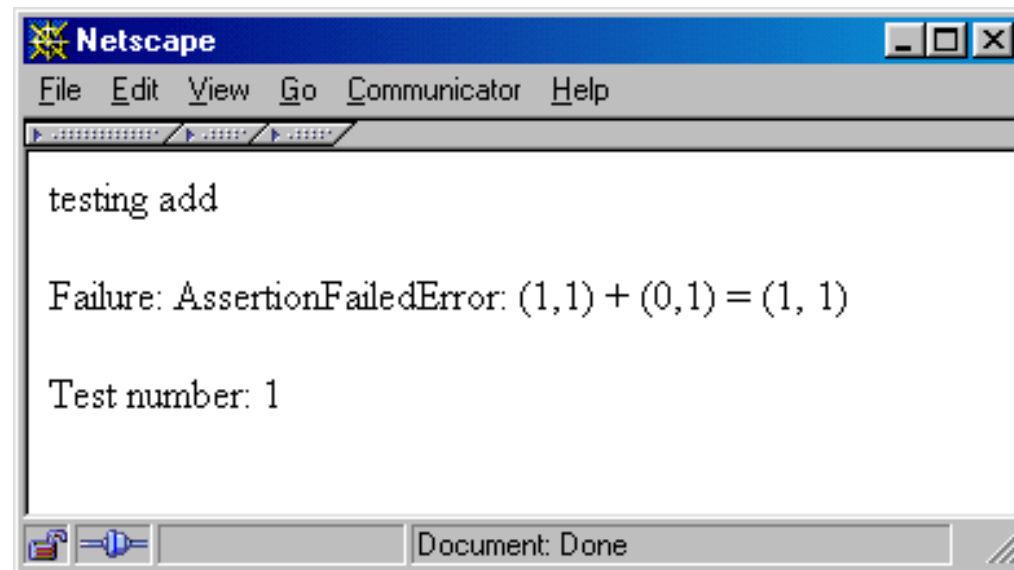 Netscape
File Edit View Go Communicator Help
testing add
Failure: AssertionFailedError: (1,1) + (0,1) = (1, 1)
Test number: 1
Document: Done